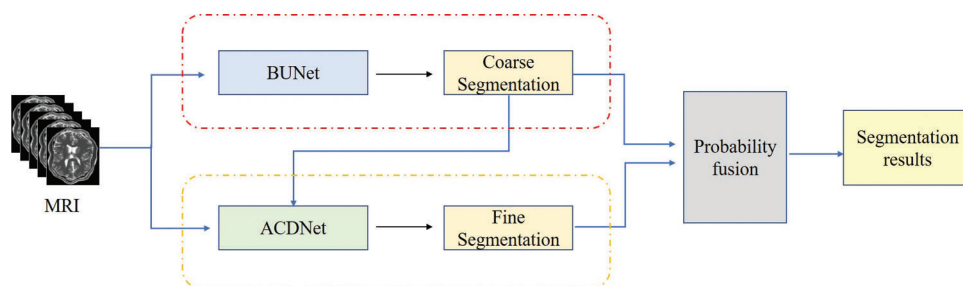 BUNet
Coarse
Segmentation
MRI
Probability
fusion
Segmentation
results
ACDNet
Fine
Segmentation